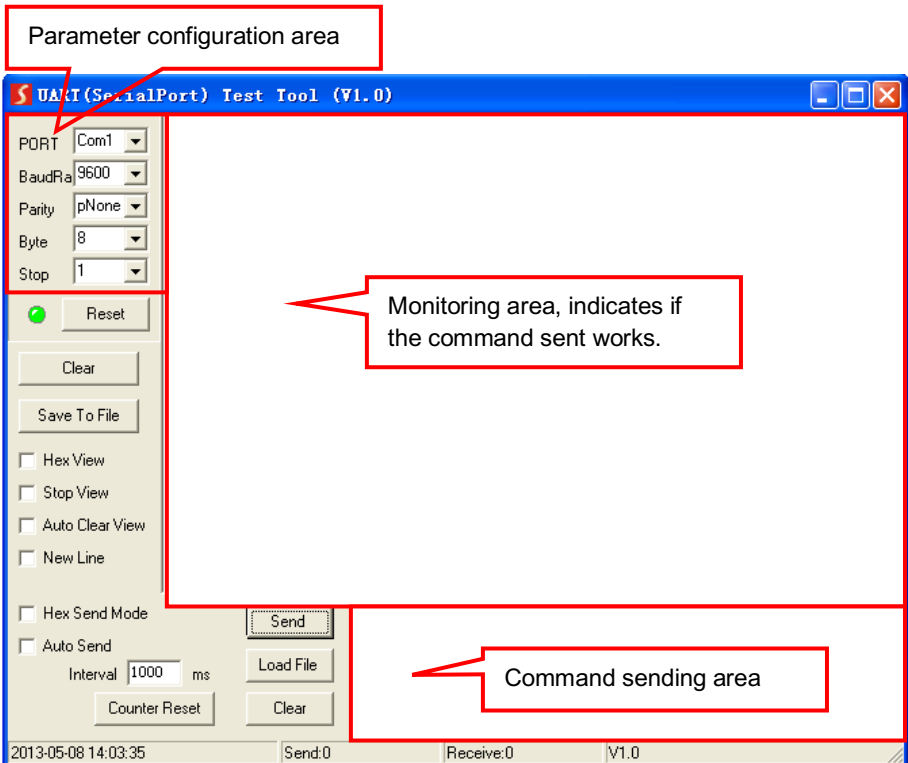 Parameter configuration area
UART(SerialPort) Test Tool (V1.0)
PORT Com1
BaudRa 9600
Parity pNone
Byte 8
Stop 1
Reset
Monitoring area, indicates if
the command sent works.
Clear
Save To File
Hex View
Stop View
Auto Clear View
New Line
Hex Send Mode
Send
Auto Send
Interval 1000 ms
Load File
Command sending area
Counter Reset
Clear
2013-05-08 14:03:35 Send:0 Receive:0 V1.0